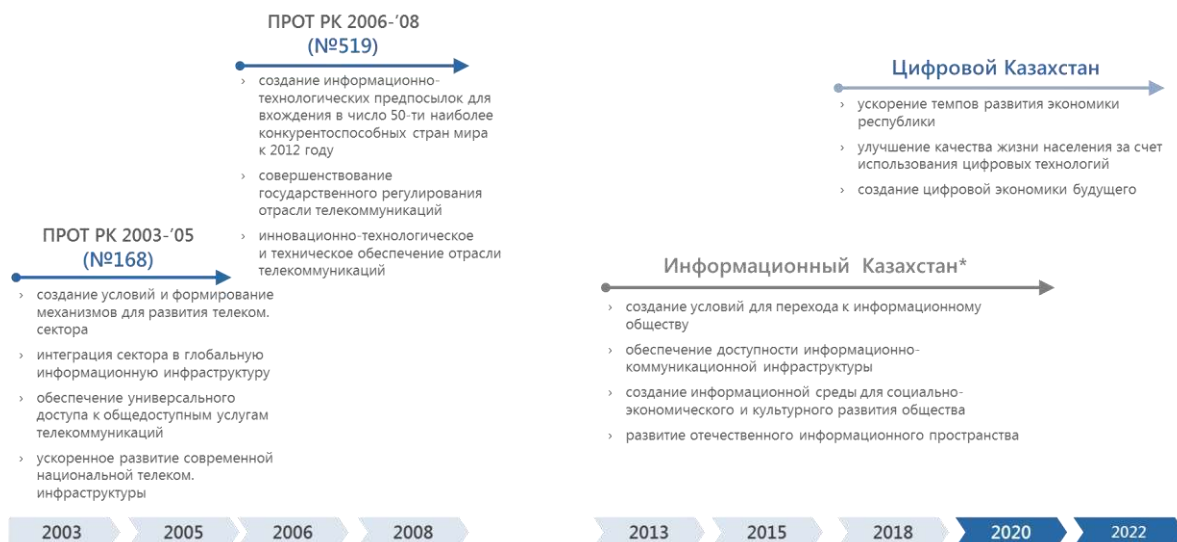 ПРОТ РК 2006-’08
(№519)
› создание информационно-
технологических предпосылок для
вхождения в число 50-ти наиболее
конкурентоспособных стран мира
к 2012 году
› совершенствование
государственного регулирования
отрасли телекоммуникаций
› инновационно-технологическое
и техническое обеспечение отрасли
телекоммуникаций
ПРОТ РК 2003-’05
(№168)
› создание условий и формирование
механизмов для развития телеком.
сектора
› интеграция сектора в глобальную
информационную инфраструктуру
› обеспечение универсального
доступа к общедоступным услугам
телекоммуникаций
› ускоренное развитие современной
национальной телеком.
инфраструктуры
Цифровой Казахстан
› ускорение темпов развития экономики
республики
› улучшение качества жизни населения за счет
использования цифровых технологий
› создание цифровой экономики будущего
Информационный Казахстан*
› создание условий для перехода к информационному
обществу
› обеспечение доступности информационно-
коммуникационной инфраструктуры
› создание информационной среды для социально-
экономического и культурного развития общества
› развитие отечественного информационного пространства
2003 2005 2006 2008 2013 2015 2018 2020 2022